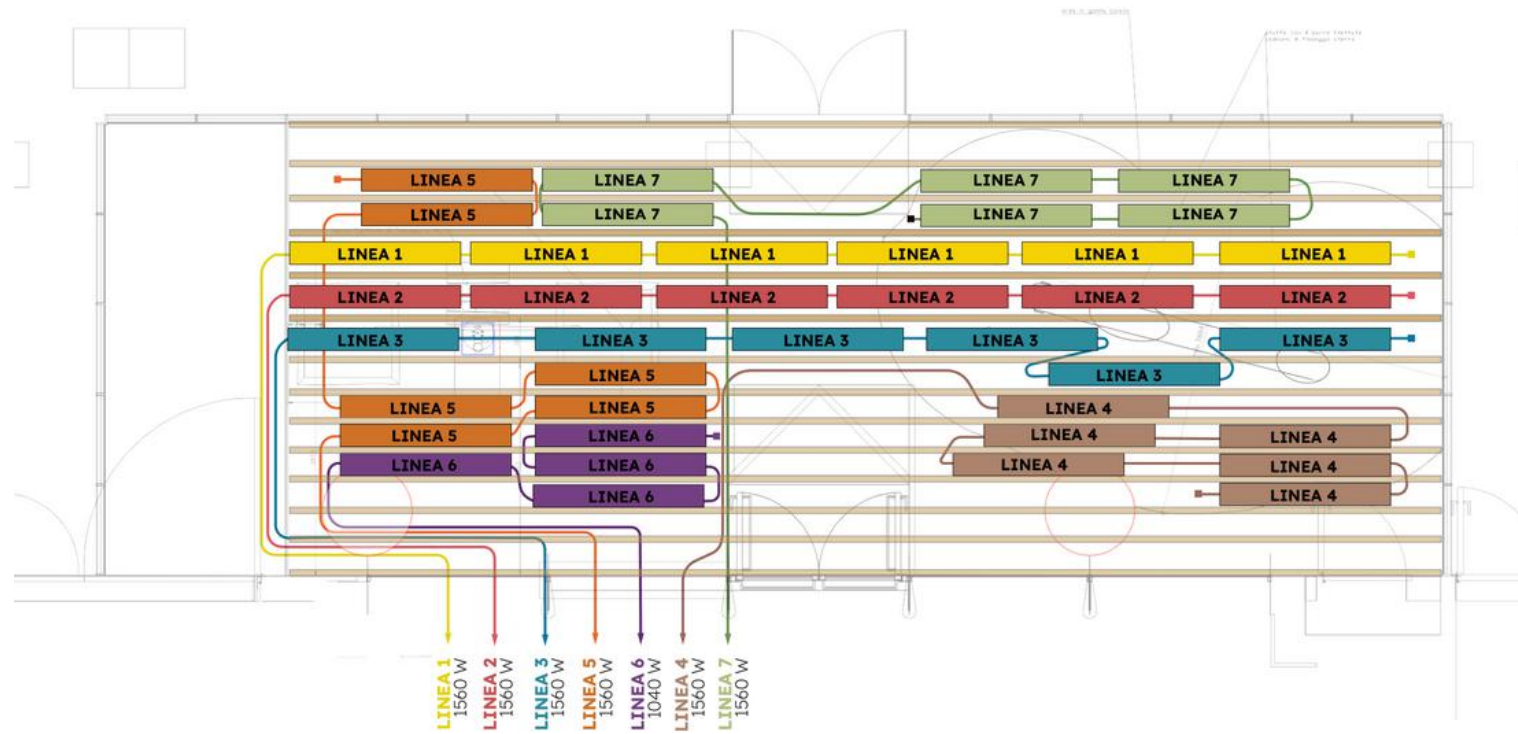 LINEA 5 LINEA 7 LINEA 7 LINEA 7
LINEA 5 LINEA 7 LINEA 7 LINEA 7
LINEA 1 LINEA 1 LINEA 1 LINEA 1 LINEA 1 LINEA 1
LINEA 2 LINEA 2 LINEA 2 LINEA 2 LINEA 2 LINEA 2
LINEA 3 LINEA 3 LINEA 3 LINEA 3 LINEA 3
LINEA 5 LINEA 3
LINEA 5 LINEA 5 LINEA 4
LINEA 5 LINEA 6 LINEA 4 LINEA 4
LINEA 6 LINEA 6 LINEA 4 LINEA 4
LINEA 6 LINEA 4
LINEA 1
1560 W
LINEA 2
1560 W
LINEA 3
1560 W
LINEA 5
1560 W
LINEA 6
1040 W
LINEA 4
1560 W
LINEA 7
1560 W